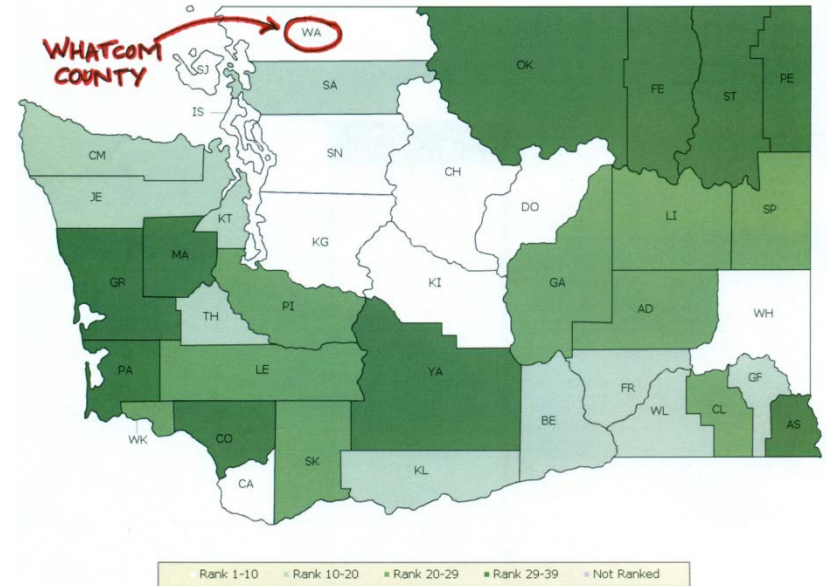 WHATCOM
COUNTY
WA
SJ
IS
SA
OK
FE
ST
PE
CM
JE
SN
CH
DO
KT
KG
LI
SP
MA
GR
KI
GA
TH
PI
AD
WH
PA
LE
YA
FR
GF
WK
CO
BE
WL
CL
AS
SK
KL
CA
Rank 1-10 Rank 10-20 Rank 20-29 Rank 29-39 Not Ranked